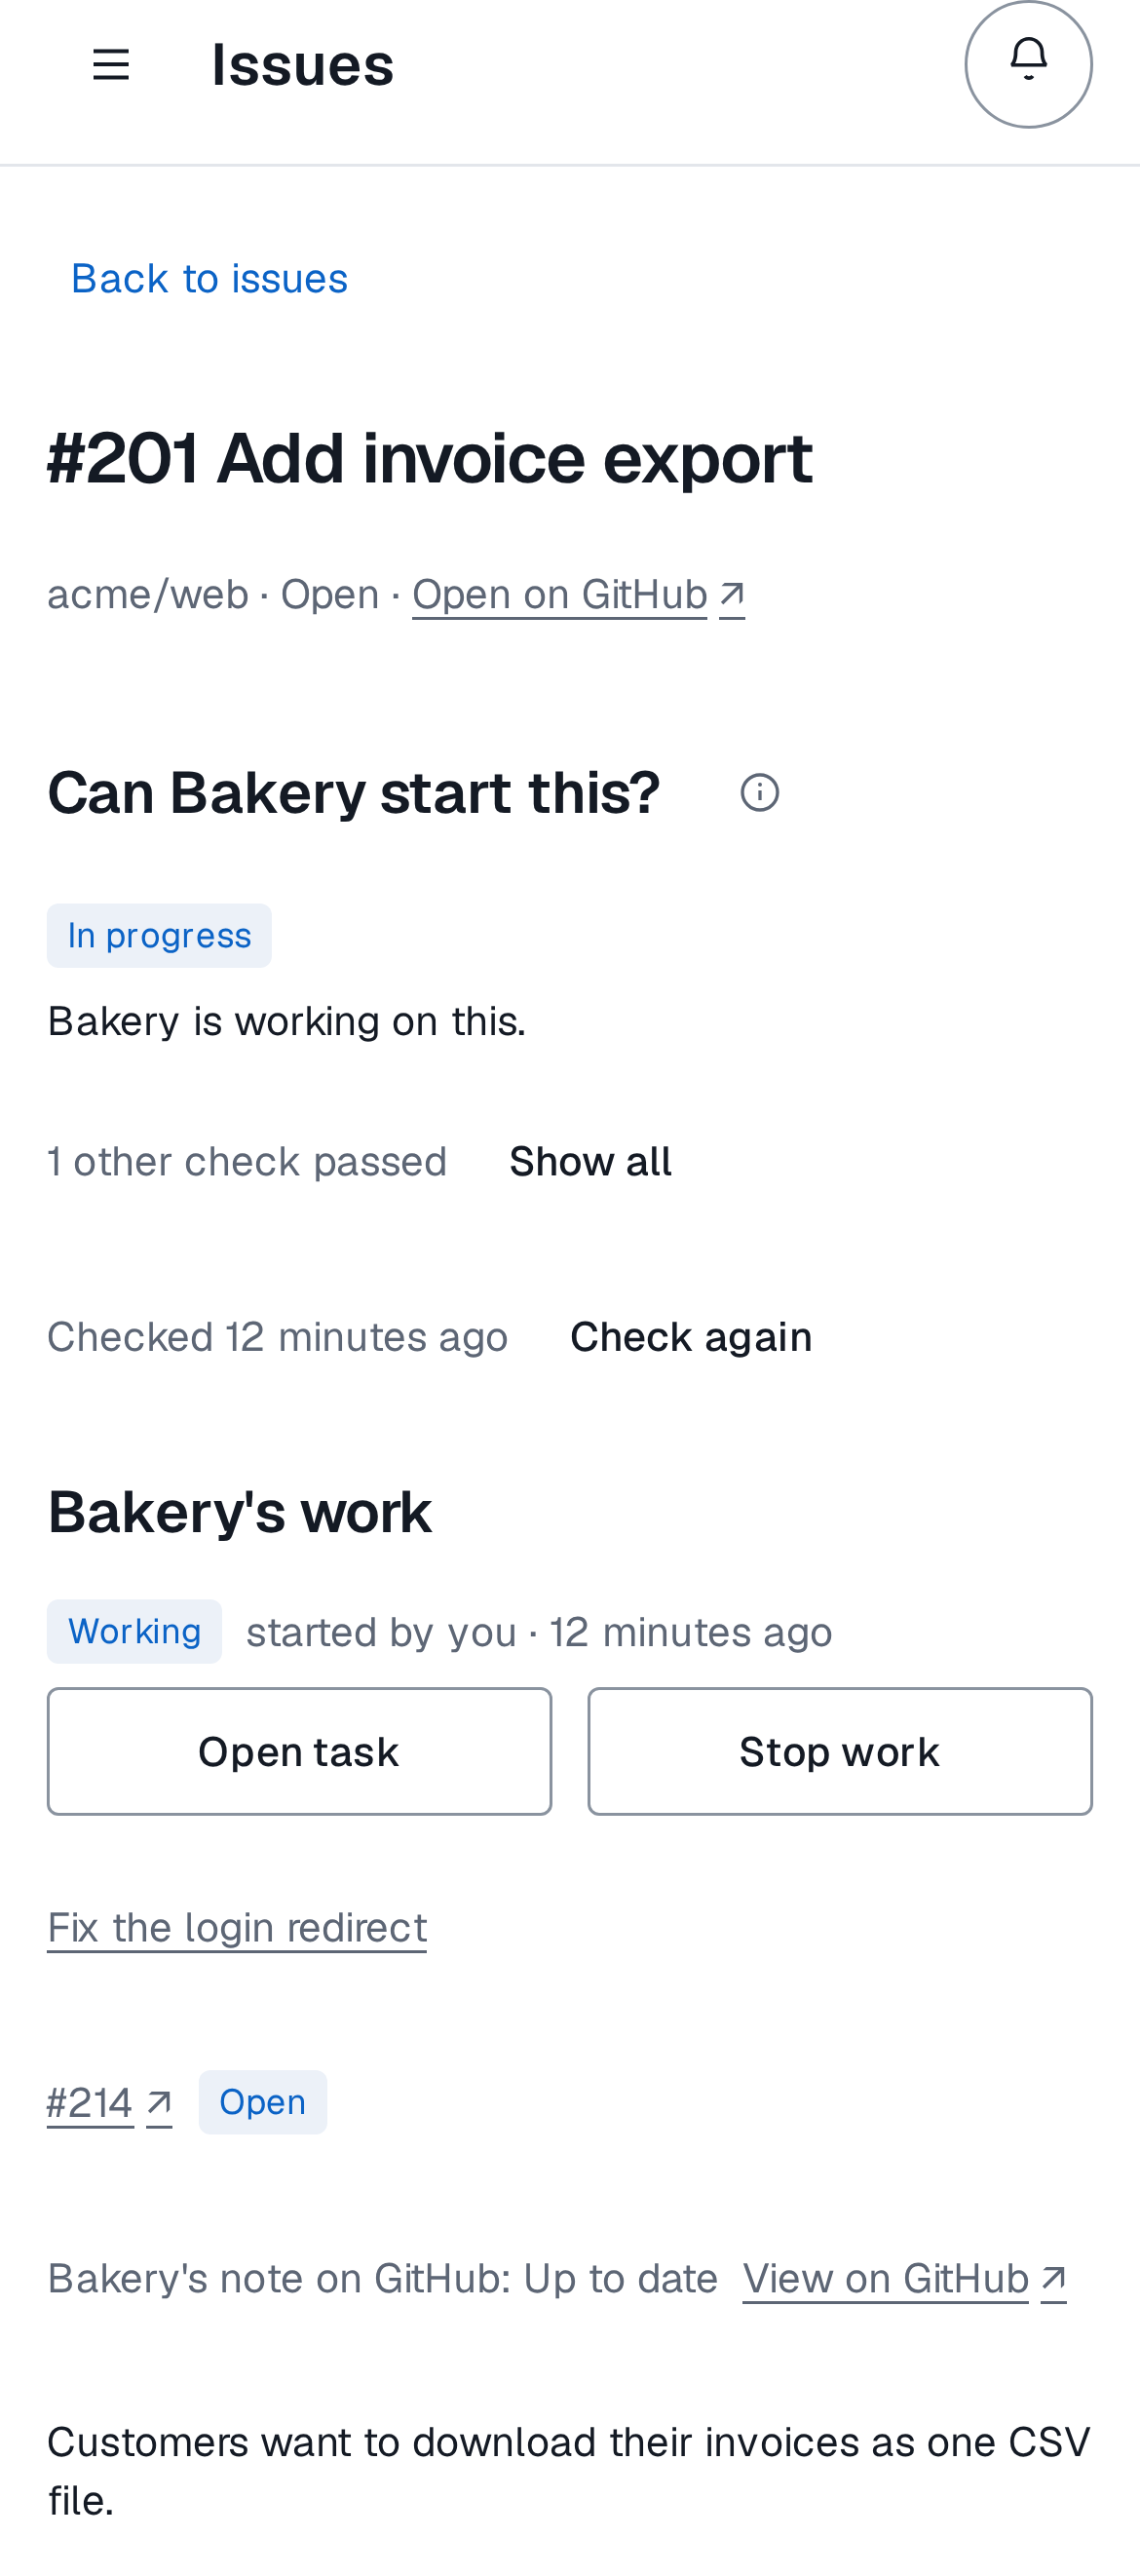 Issues
Back to issues
#201 Add invoice export
acme/web · Open · Open on GitHub ↗
Can Bakery start this?
In progress
Bakery is working on this.
1 other check passed Show all
Checked 12 minutes ago Check again
Bakery's work
Working started by you · 12 minutes ago
Open task Stop work
Fix the login redirect
#214 ↗ Open
Bakery's note on GitHub: Up to date View on GitHub ↗
Customers want to download their invoices as one CSV
file.